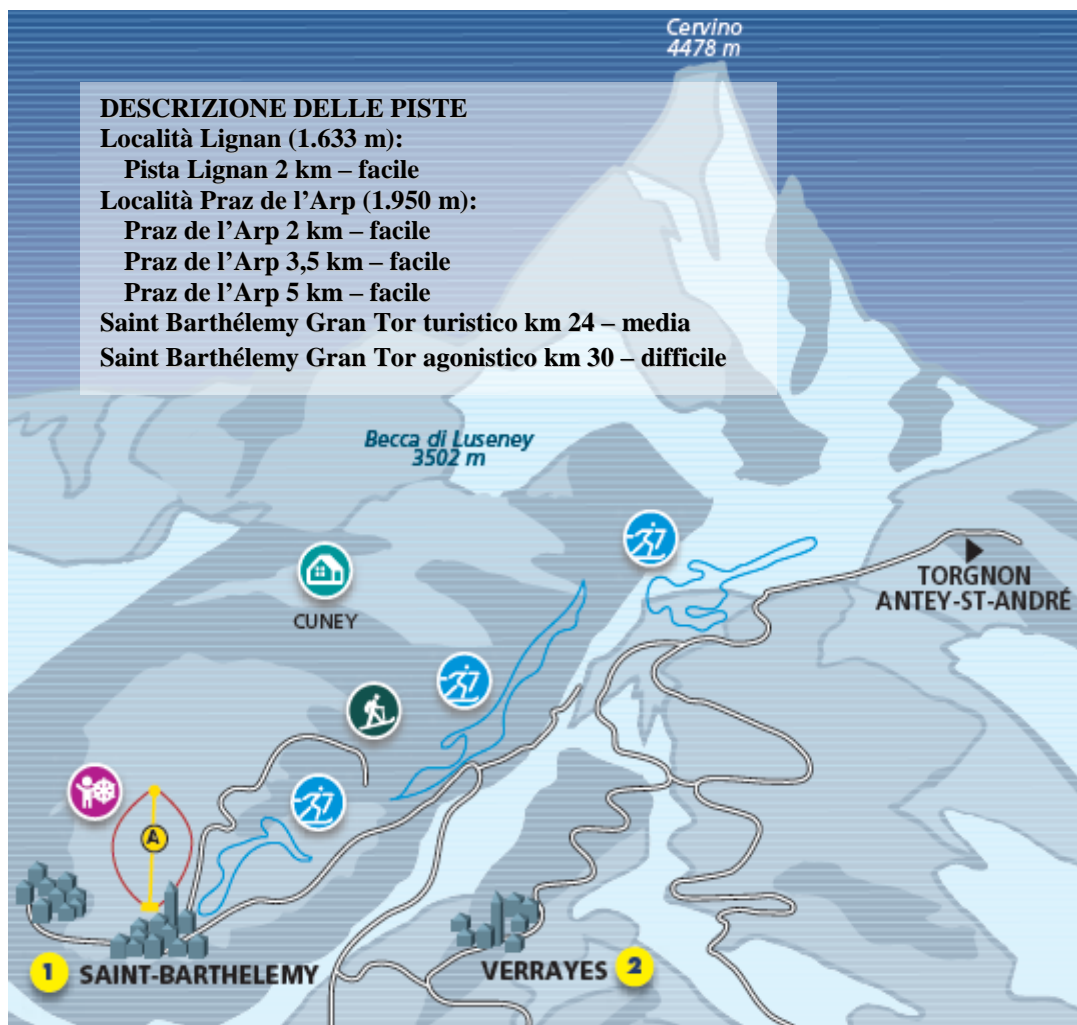 Cervino
4478 m
DESCRIZIONE DELLE PISTE
Località Lignan (1.633 m):
Pista Lignan 2 km – facile
Località Praz de l’Arp (1.950 m):
Praz de l’Arp 2 km – facile
Praz de l’Arp 3,5 km – facile
Praz de l’Arp 5 km – facile
Saint Barthélemy Gran Tor turistico km 24 – media
Saint Barthélemy Gran Tor agonistico km 30 – difficile
Becca di Luseney
3502 m
CUNEY
TORGNON
ANTEY-ST-ANDRÉ
A
1 SAINT-BARTHELEMY
VERRAYES 2